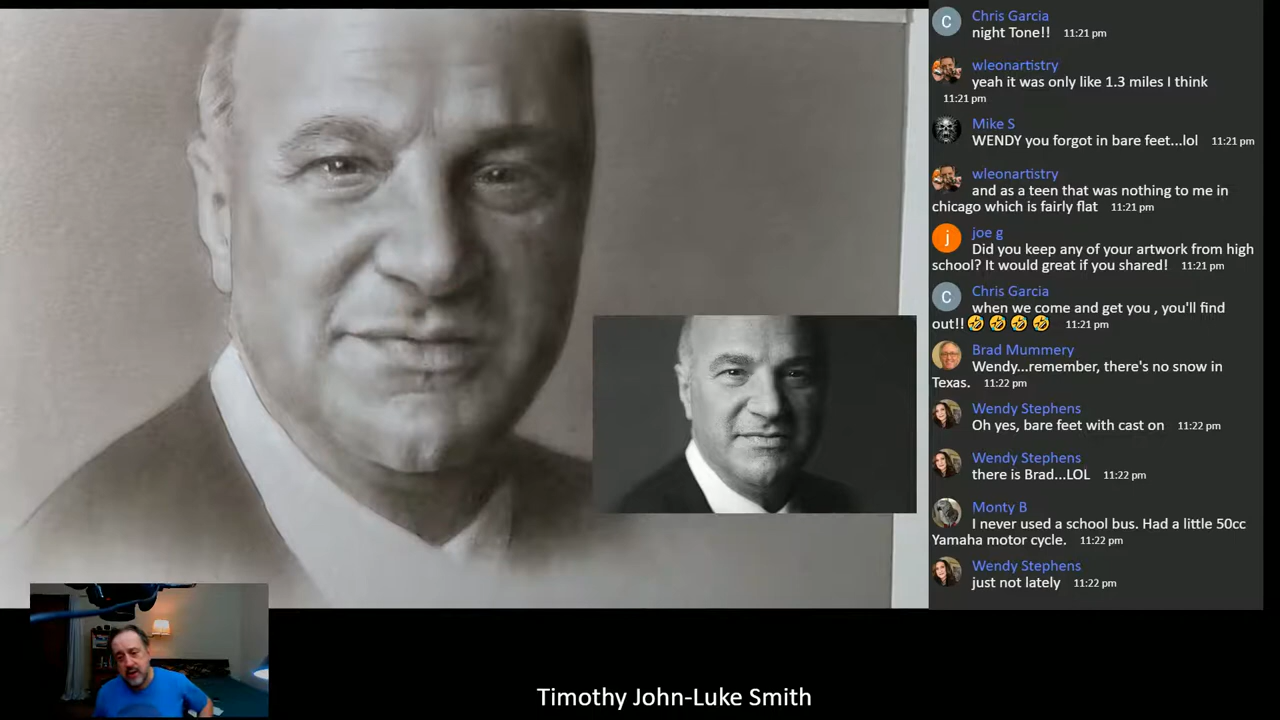 C Chris Garcia
night Tone!! 11:21 pm
wleonartistry
yeah it was only like 1.3 miles I think
11:21 pm
Mike S
WENDY you forgot in bare feet...lol 11:21 pm
wleonartistry
and as a teen that was nothing to me in
chicago which is fairly flat 11:21 pm
j joe g
Did you keep any of your artwork from high
school? It would great if you shared! 11:21 pm
C Chris Garcia
when we come and get you , you'll find
out!! 🤣 🤣 🤣 🤣 11:21 pm
Brad Mummery
Wendy...remember, there's no snow in
Texas. 11:22 pm
Wendy Stephens
Oh yes, bare feet with cast on 11:22 pm
Wendy Stephens
there is Brad...LOL 11:22 pm
Monty B
I never used a school bus. Had a little 50cc
Yamaha motor cycle. 11:22 pm
Wendy Stephens
just not lately 11:22 pm
Timothy John-Luke Smith